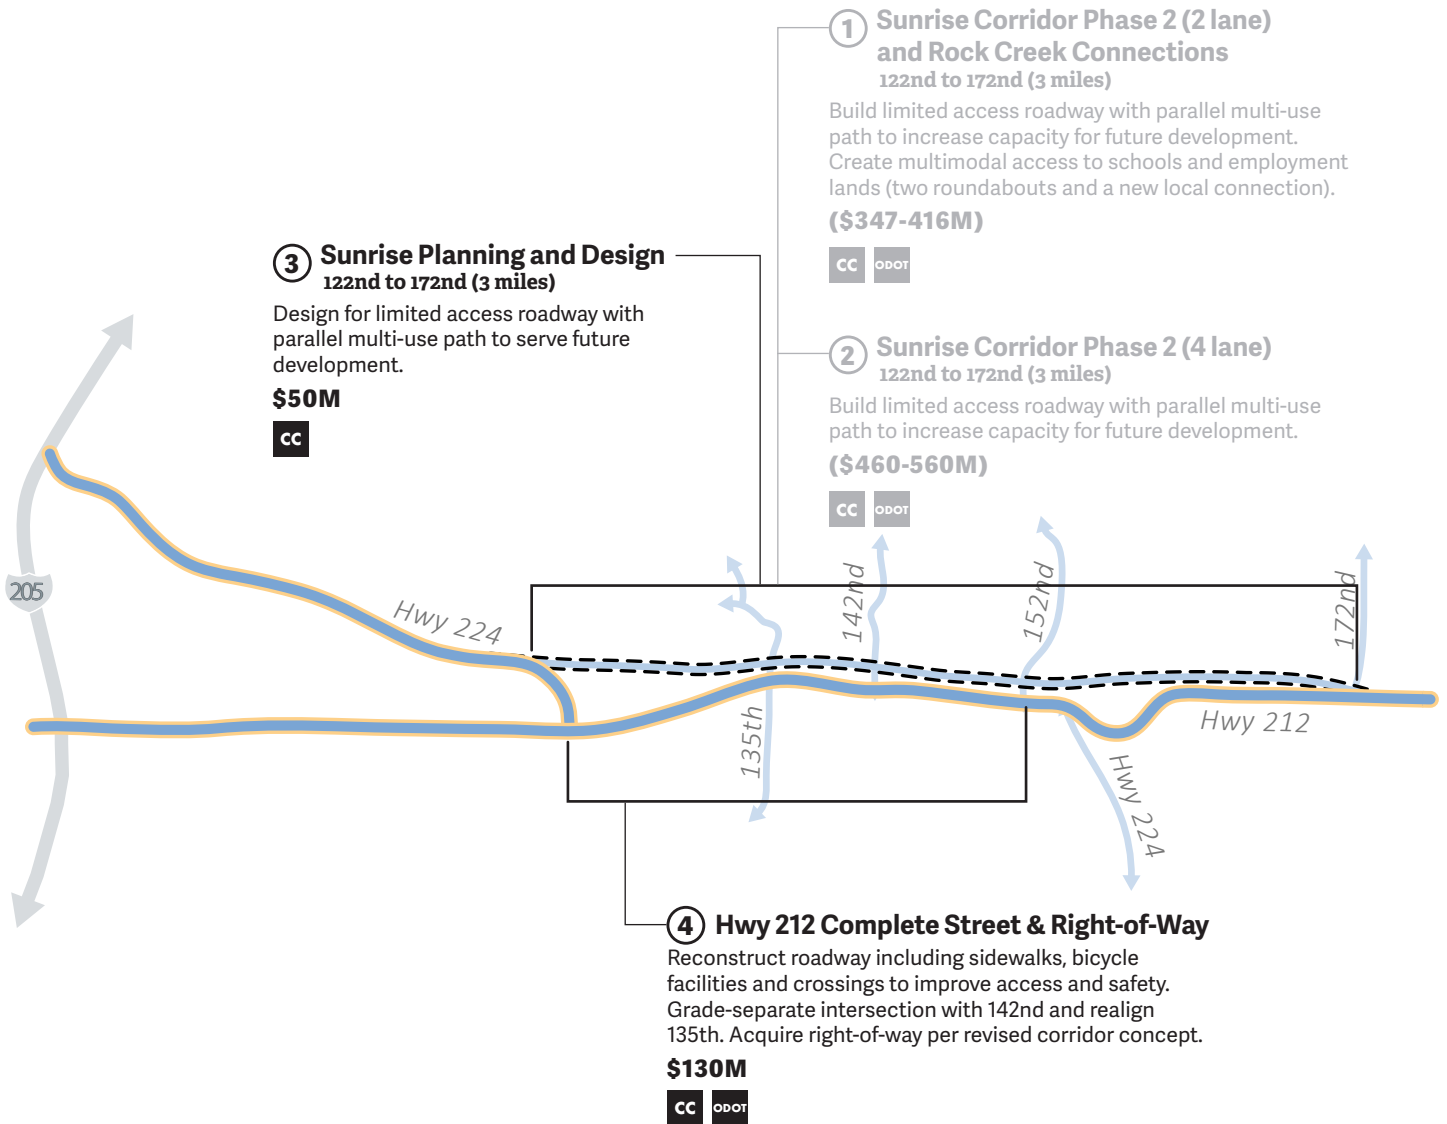 1 Sunrise Corridor Phase 2 (2 lane)
and Rock Creek Connections
122nd to 172nd (3 miles)
Build limited access roadway with parallel multi-use
path to increase capacity for future development.
Create multimodal access to schools and employment
lands (two roundabouts and a new local connection).
($347-416M)
CC ODOT
3 Sunrise Planning and Design
122nd to 172nd (3 miles)
Design for limited access roadway with
parallel multi-use path to serve future
development.
$50M
CC
2 Sunrise Corridor Phase 2 (4 lane)
122nd to 172nd (3 miles)
Build limited access roadway with parallel multi-use
path to increase capacity for future development.
($460-560M)
CC ODOT
205
Hwy 224
142nd
152nd
172nd
135th
Hwy 212
Hwy 224
4 Hwy 212 Complete Street & Right-of-Way
Reconstruct roadway including sidewalks, bicycle
facilities and crossings to improve access and safety.
Grade-separate intersection with 142nd and realign
135th. Acquire right-of-way per revised corridor concept.
$130M
CC ODOT